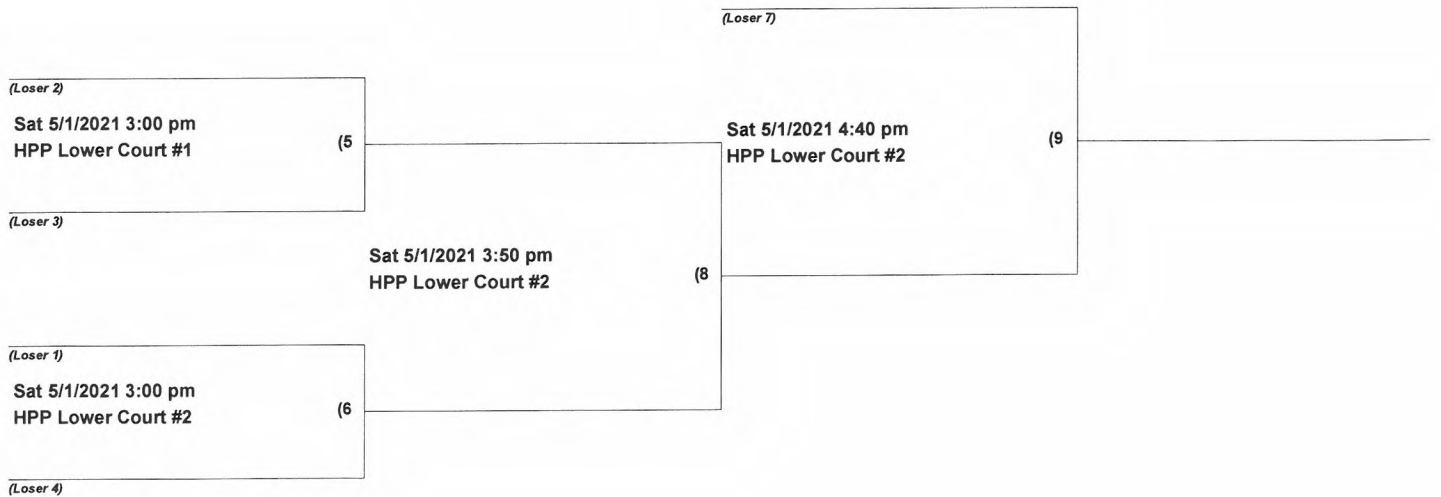 (Loser 7)
(Loser 2)
Sat 5/1/2021 3:00 pm
HPP Lower Court #1
(5
(Loser 3)
Sat 5/1/2021 4:40 pm
HPP Lower Court #2
(9
Sat 5/1/2021 3:50 pm
HPP Lower Court #2
(8
(Loser 1)
Sat 5/1/2021 3:00 pm
HPP Lower Court #2
(6
(Loser 4)